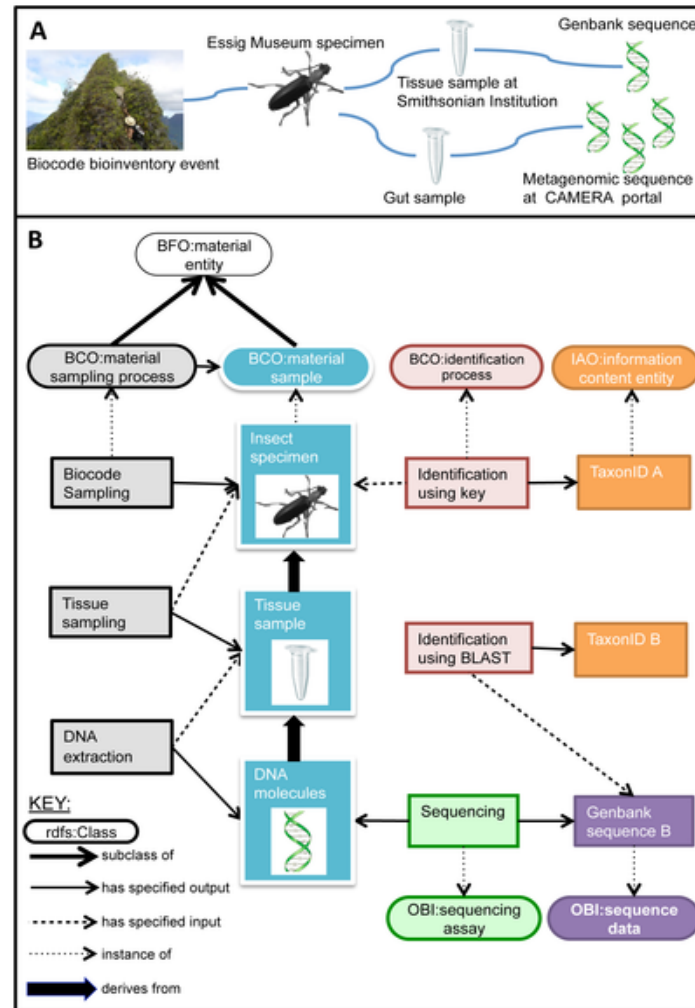 A
Essig Museum specimen
Genbank sequence
Tissue sample at
Smithsonian Institution
Biocode bioinventory event
Gut sample
Metagenomic sequence
at CAMERA portal
B
BFO:material
entity
BCO:material
sampling process
BCO:material
sample
BCO:identification
process
IAO:information
content entity
Biocode
Sampling
Insect
specimen
Identification
using key
TaxonID A
Tissue
sampling
Tissue
sample
Identification
using BLAST
TaxonID B
DNA
extraction
DNA
molecules
Sequencing
Genbank
sequence B
KEY:
rdfs:Class
subclass of
has specified output
has specified input
instance of
derives from
OBI:sequencing
assay
OBI:sequence
data